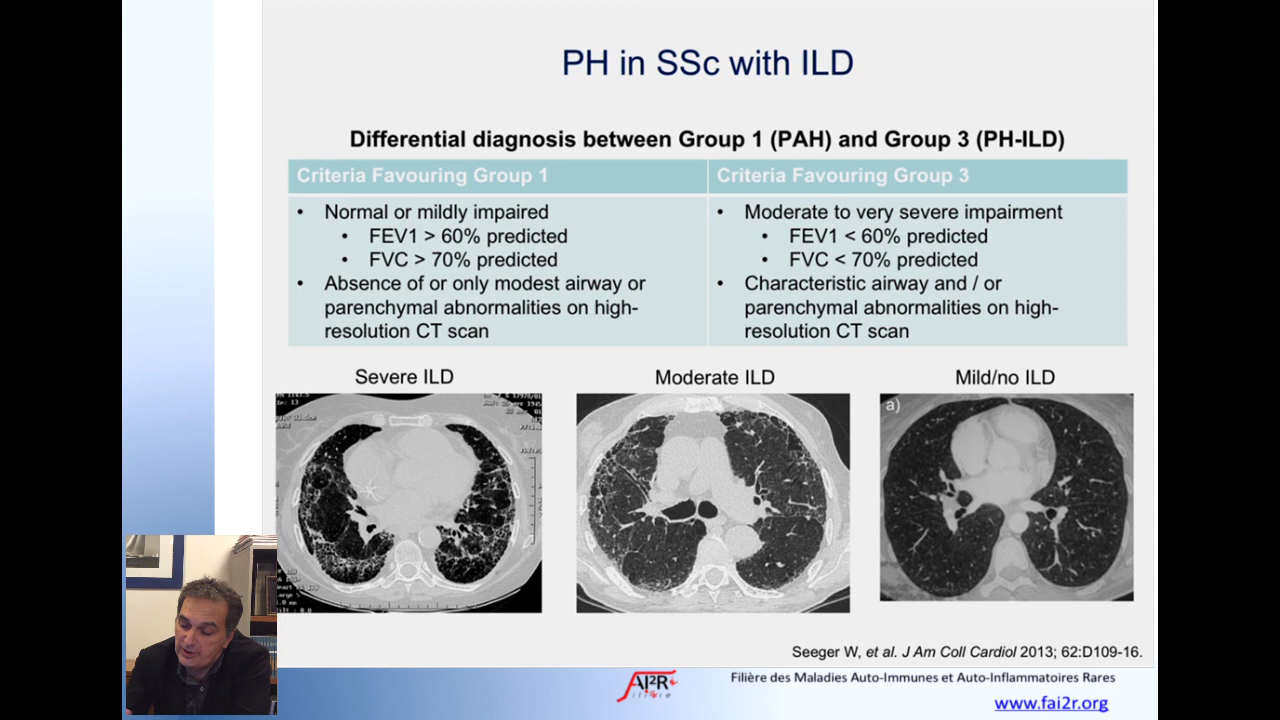 PH in SSc with ILD
Differential diagnosis between Group 1 (PAH) and Group 3 (PH-ILD)
Criteria Favouring Group 1
Criteria Favouring Group 3
• Normal or mildly impaired
• FEV1 > 60% predicted
• FVC > 70% predicted
• Absence of or only modest airway or
parenchymal abnormalities on high-
resolution CT scan
• Moderate to very severe impairment
• FEV1 < 60% predicted
• FVC < 70% predicted
• Characteristic airway and / or
parenchymal abnormalities on high-
resolution CT scan
Severe ILD
Moderate ILD
Mild/no ILD
a)
Seeger W, et al. J Am Coll Cardiol 2013; 62:D109-16.
FAI²R
filière
Filière des Maladies Auto-Immunes et Auto-Inflammatoires Rares
www.fai2r.org